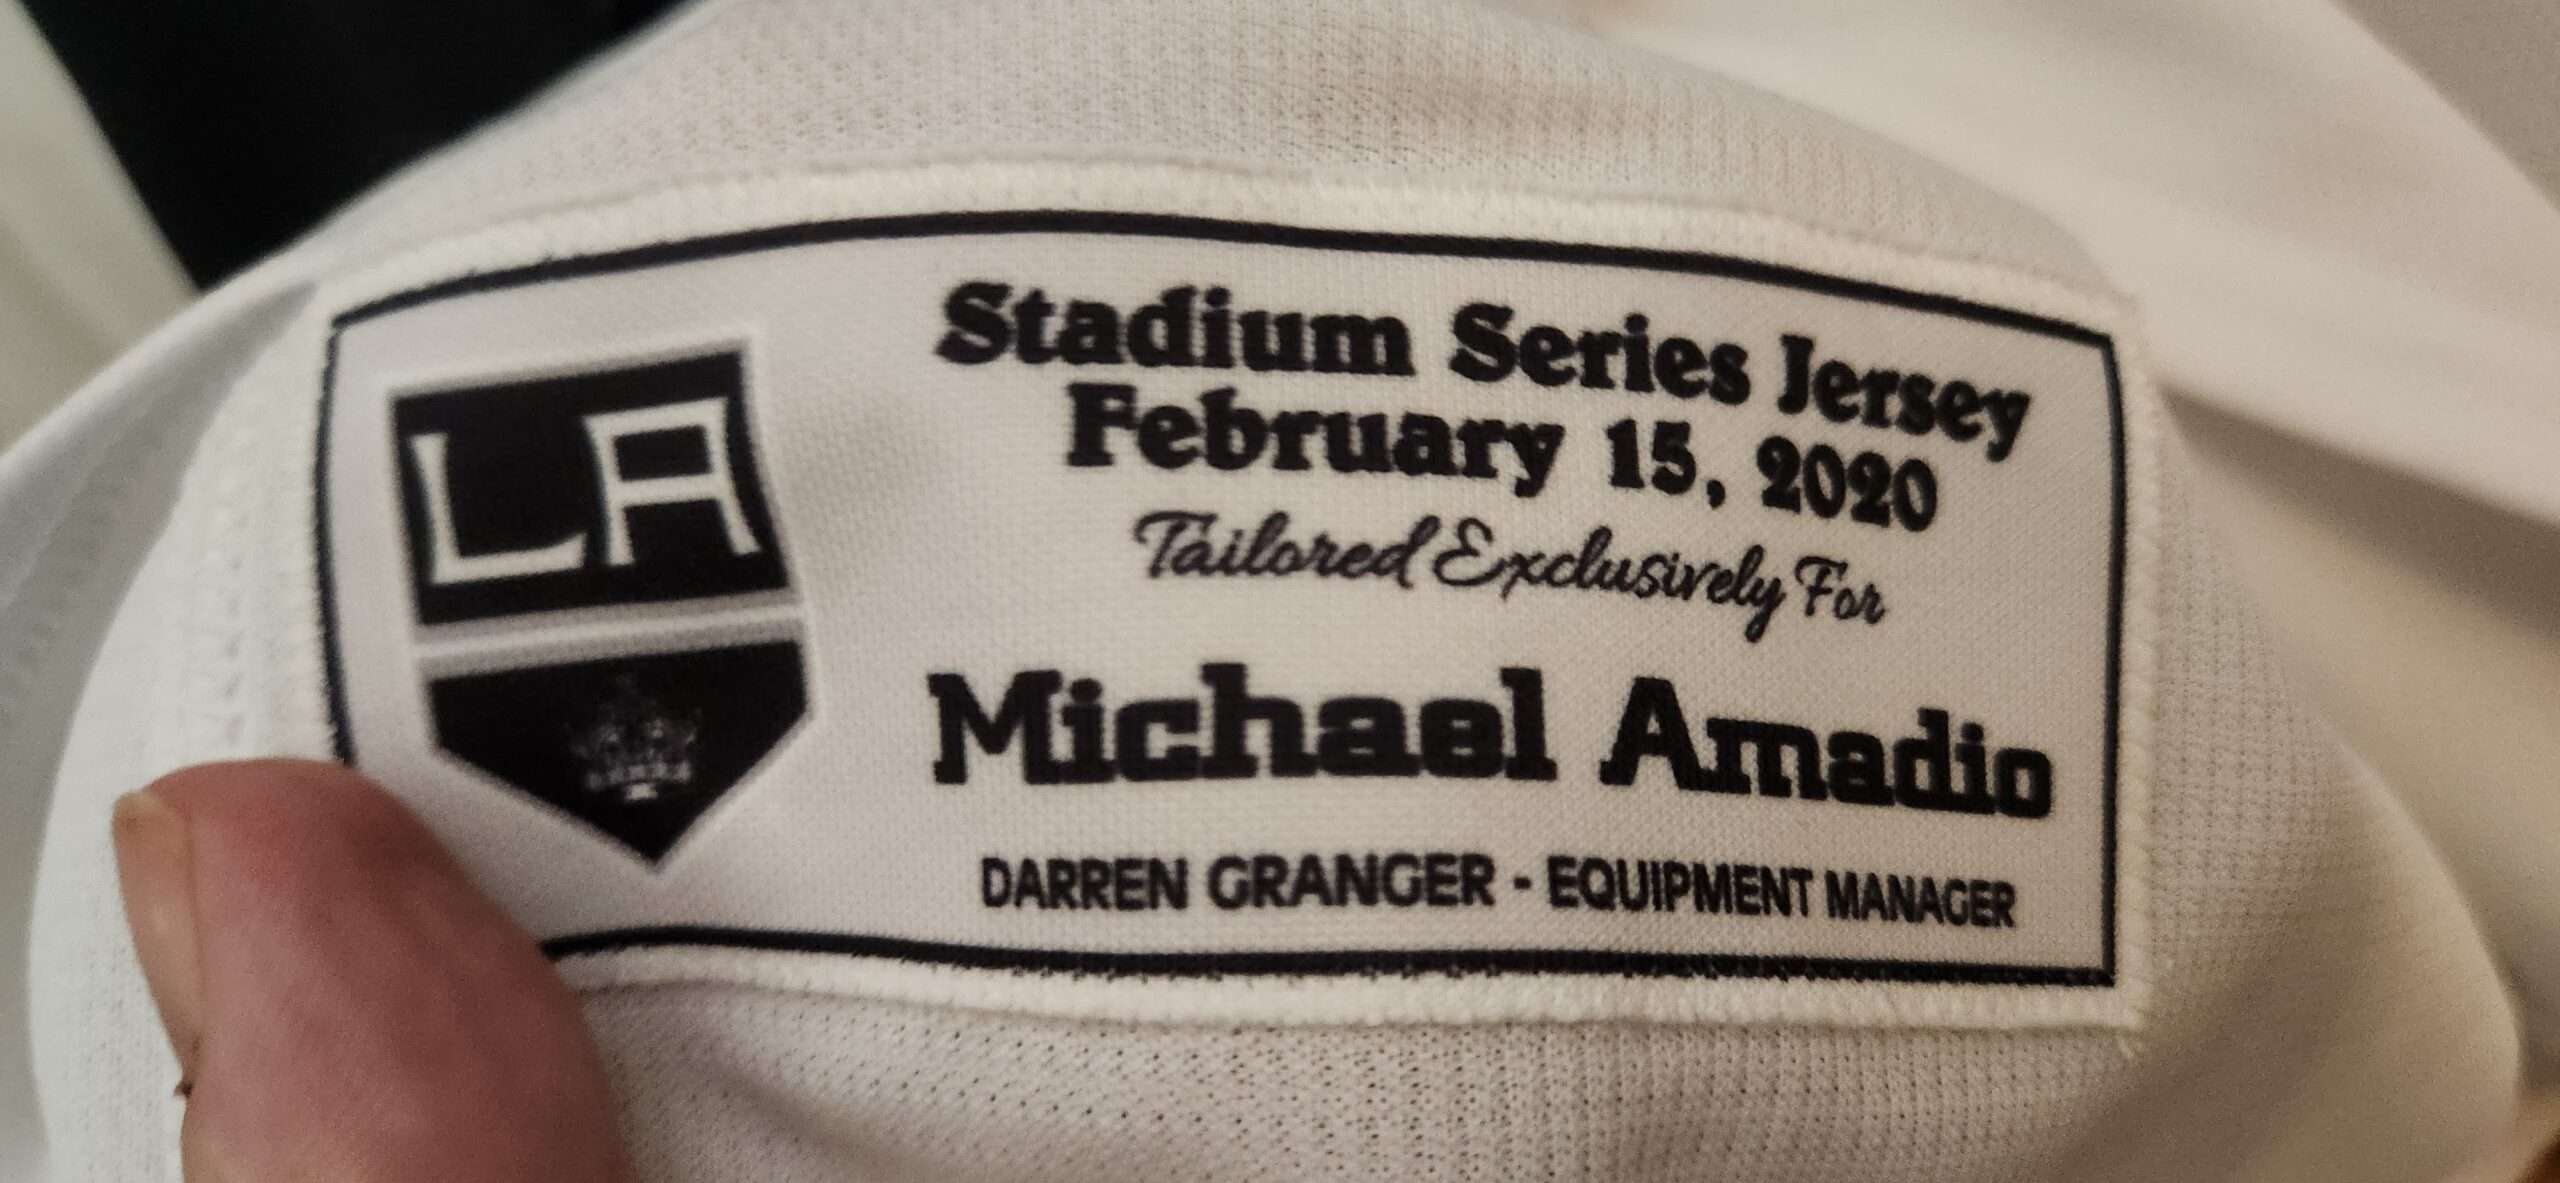 LA
Stadium Series Jersey
February 15, 2020
Tailored Exclusively For
Michael Amadio
DARREN GRANGER - EQUIPMENT MANAGER